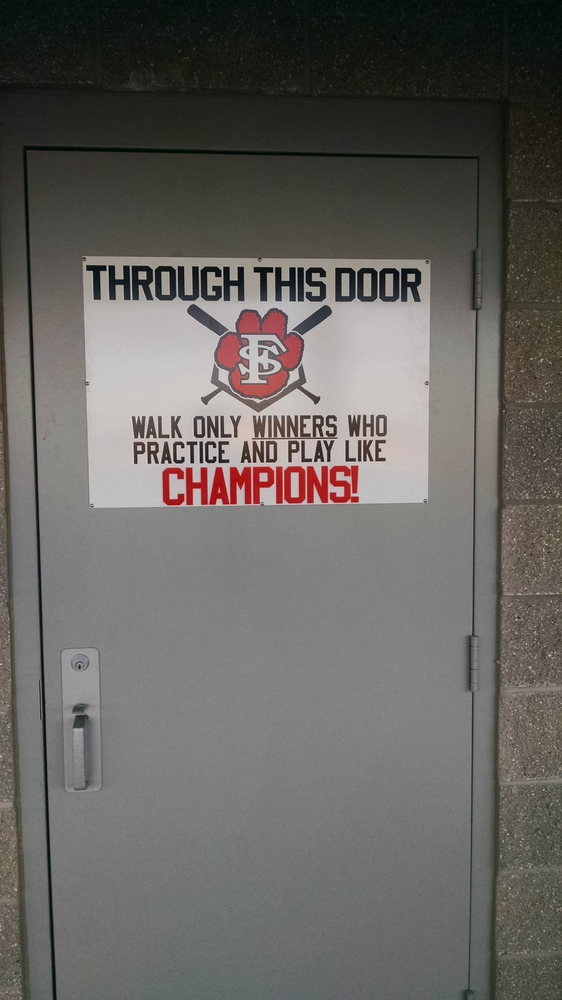 THROUGH THIS DOOR
FS
WALK ONLY WINNERS WHO
PRACTICE AND PLAY LIKE
CHAMPIONS!